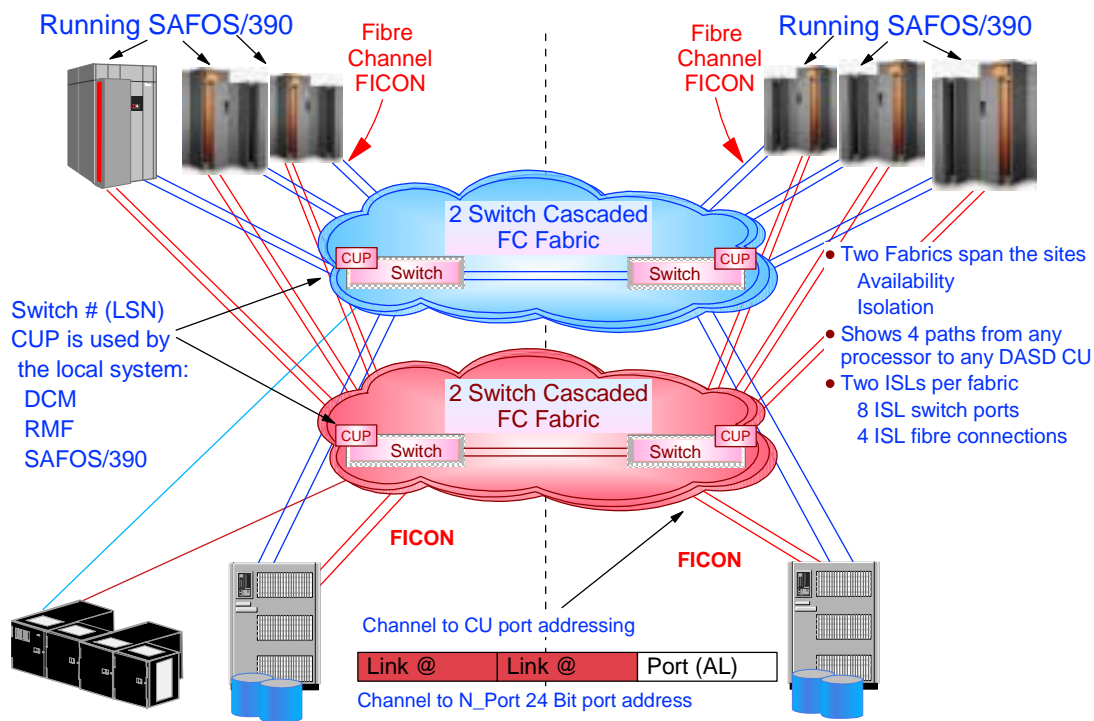 Running SAFOS/390
Fibre
Channel
FICON
Fibre
Channel
FICON
Running SAFOS/390
2 Switch Cascaded
FC Fabric
CUP
Switch
CUP
Switch
Two Fabrics span the sites
Availability
Isolation
Shows 4 paths from any
processor to any DASD CU
Two ISLs per fabric
8 ISL switch ports
4 ISL fibre connections
Switch # (LSN)
CUP is used by
the local system:
DCM
RMF
SAFOS/390
2 Switch Cascaded
FC Fabric
CUP
Switch
CUP
Switch
FICON
FICON
Channel to CU port addressing
Link @ Link @ Port (AL)
Channel to N_Port 24 Bit port address